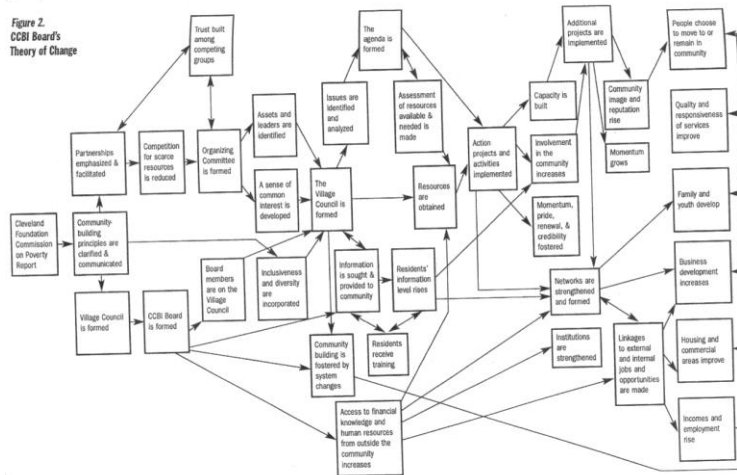 Figure 2.
CCBI Board's
Theory of Change
Trust built
among
competing
groups
The
agenda is
formed
Additional
projects are
implemented
People choose
to move to or
remain in
community
Partnerships
emphasized &
facilitated
Competition
for scarce
resources
is reduced
Organizing
Committee
is formed
Assets and
leaders are
identified
A sense of
common
interest is
developed
Issues are
identified
and
analyzed
Assessment
of resources
available &
needed is
made
Capacity is
built
Community
image and
reputation
rise
Quality and
responsiveness
of services
improve
The
Village
Council is
formed
Resources
are
obtained
Action
projects and
activities
implemented
Involvement
in the
community
increases
Momentum
grows
Momentum,
pride,
renewal, &
credibility
fostered
Family and
youth develop
Cleveland
Foundation
Commission
on Poverty
Report
Community-
building
principles are
clarified &
communicated
Village Council
is formed
CCBI Board
is formed
Board
members
are on the
Village
Council
Inclusiveness
and diversity
are
incorporated
Information
is sought &
provided to
community
Residents'
information
level rises
Networks are
strengthened
and formed
Business
development
increases
Community
building is
fostered by
system
changes
Residents
receive
training
Institutions
are
strengthened
Linkages
to external
and internal
jobs and
opportunities
are made
Housing and
commercial
areas improve
Access to financial
knowledge and
human resources
from outside the
community
increases
Incomes and
employment
rise